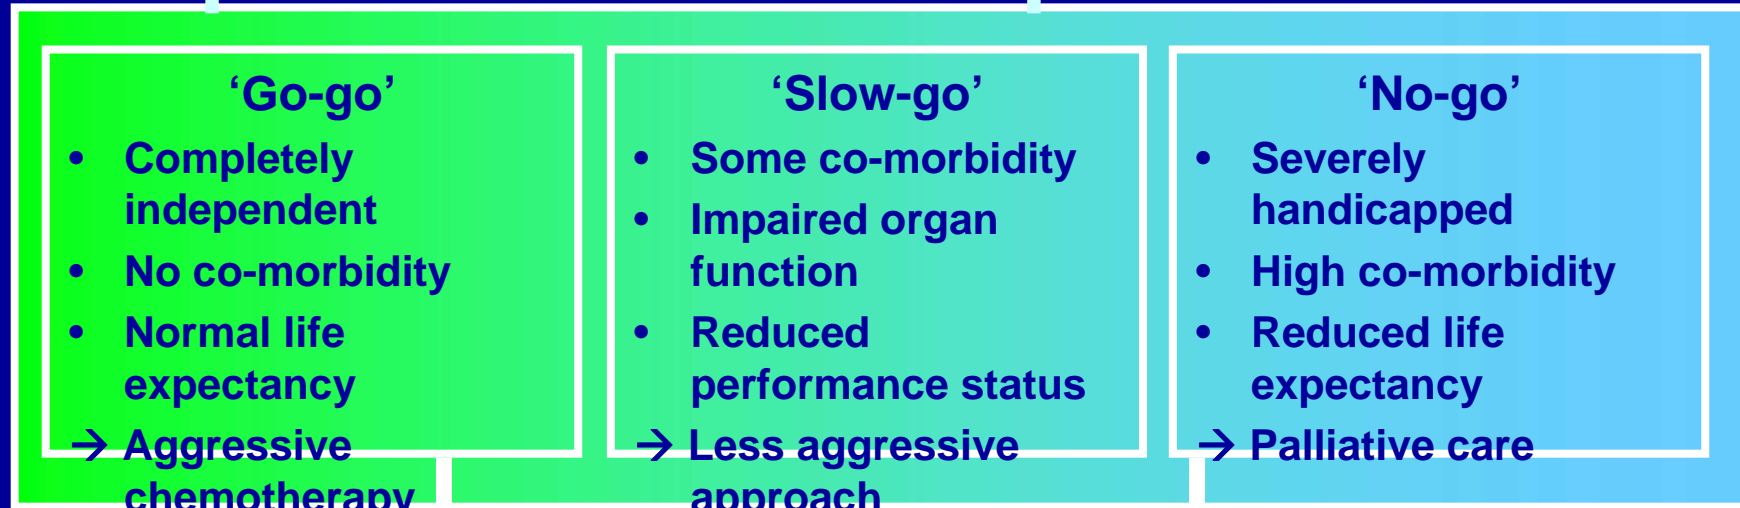 ‘Go-go’
• Completely
independent
• No co-morbidity
• Normal life
expectancy
→ Aggressive
chemotherapy
‘Slow-go’
• Some co-morbidity
• Impaired organ
function
• Reduced
performance status
→ Less aggressive
approach
‘No-go’
• Severely
handicapped
• High co-morbidity
• Reduced life
expectancy
→ Palliative care